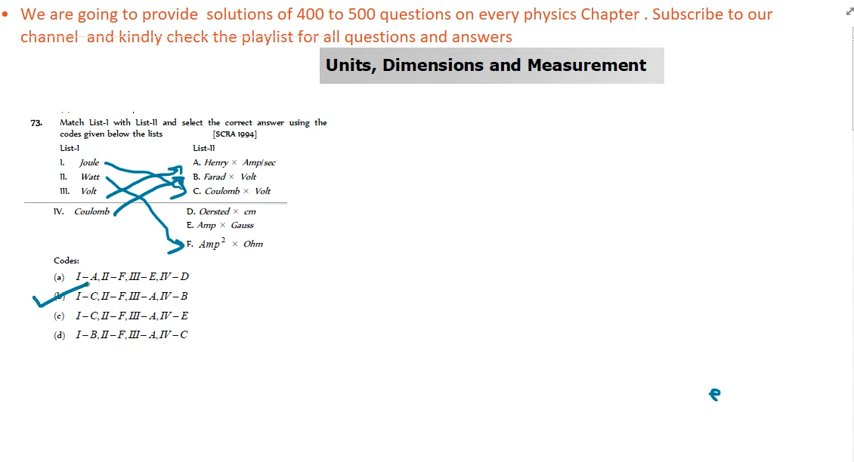 • We are going to provide solutions of 400 to 500 questions on every physics Chapter . Subscribe to our
channel and kindly check the playlist for all questions and answers
Units, Dimensions and Measurement
73. Match List-I with List-II and select the correct answer using the
codes given below the lists [SCRA 1994]
List-I List-II
I. Joule A. Henry × Amp/sec
II. Watt B. Farad × Volt
III. Volt C. Coulomb × Volt
IV. Coulomb D. Oersted × cm
E. Amp × Gauss
F. Amp² × Ohm
Codes:
(a) I–A, II–F, III–E, IV–D
(b) I–C, II–F, III–A, IV–B
(c) I–C, II–F, III–A, IV–E
(d) I–B, II–F, III–A, IV–C